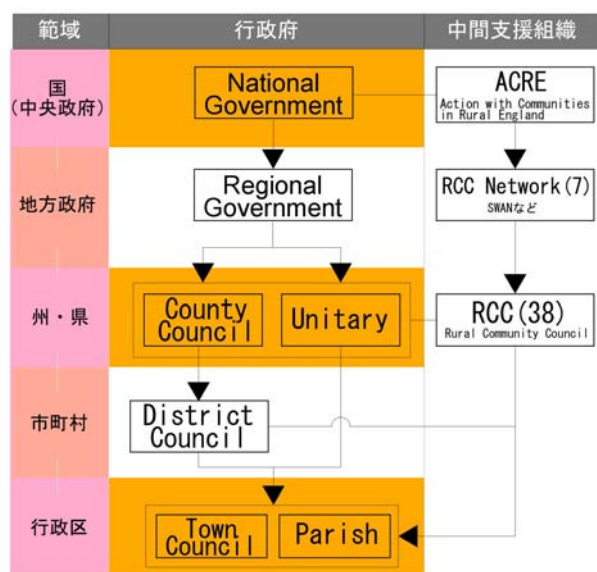 範域
行政府
中間支援組織
国
(中央政府)
National
Government
ACRE
Action with Communities
in Rural England
地方政府
Regional
Government
RCC Network(7)
SWANなど
州・県
County
Council
Unitary
RCC(38)
Rural Community Council
市町村
District
Council
行政区
Town
Council
Parish